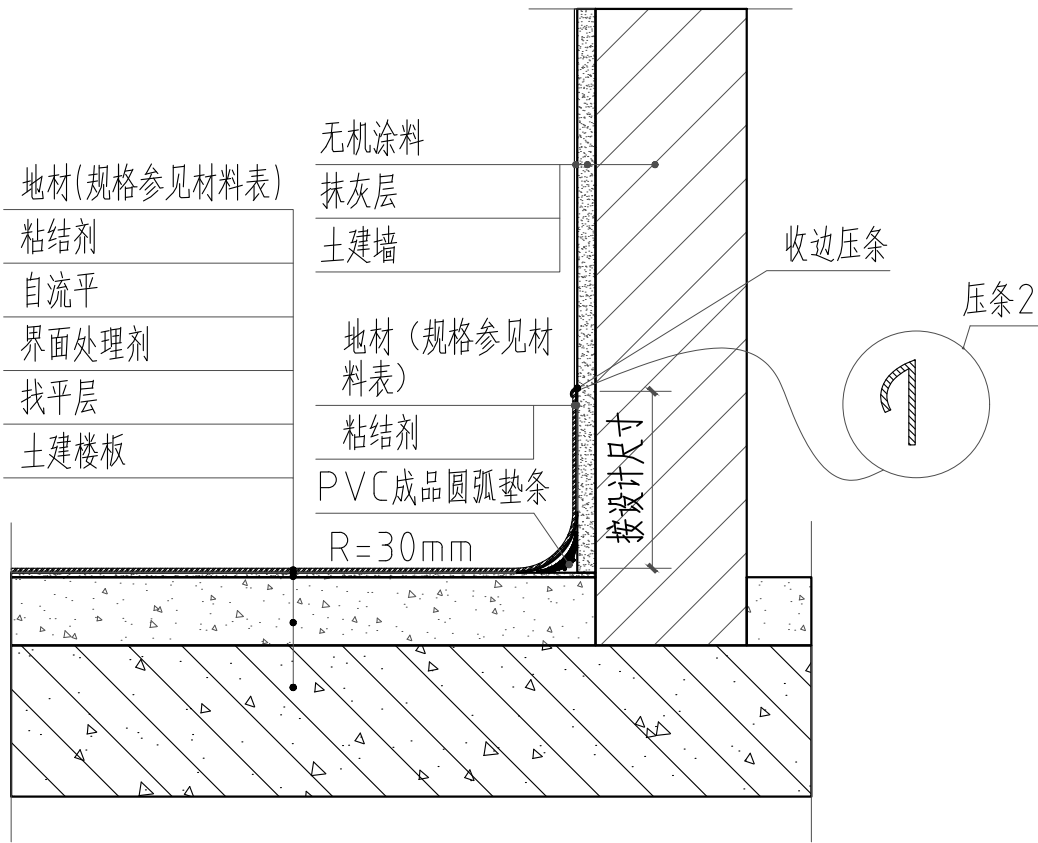 地材(规格参见材料表)
粘结剂
自流平
界面处理剂
找平层
土建楼板
无机涂料
抹灰层
土建墙
地材（规格参见材
料表）
粘结剂
PVC成品圆弧垫条
R=30mm
按设计尺寸
收边压条
压条2